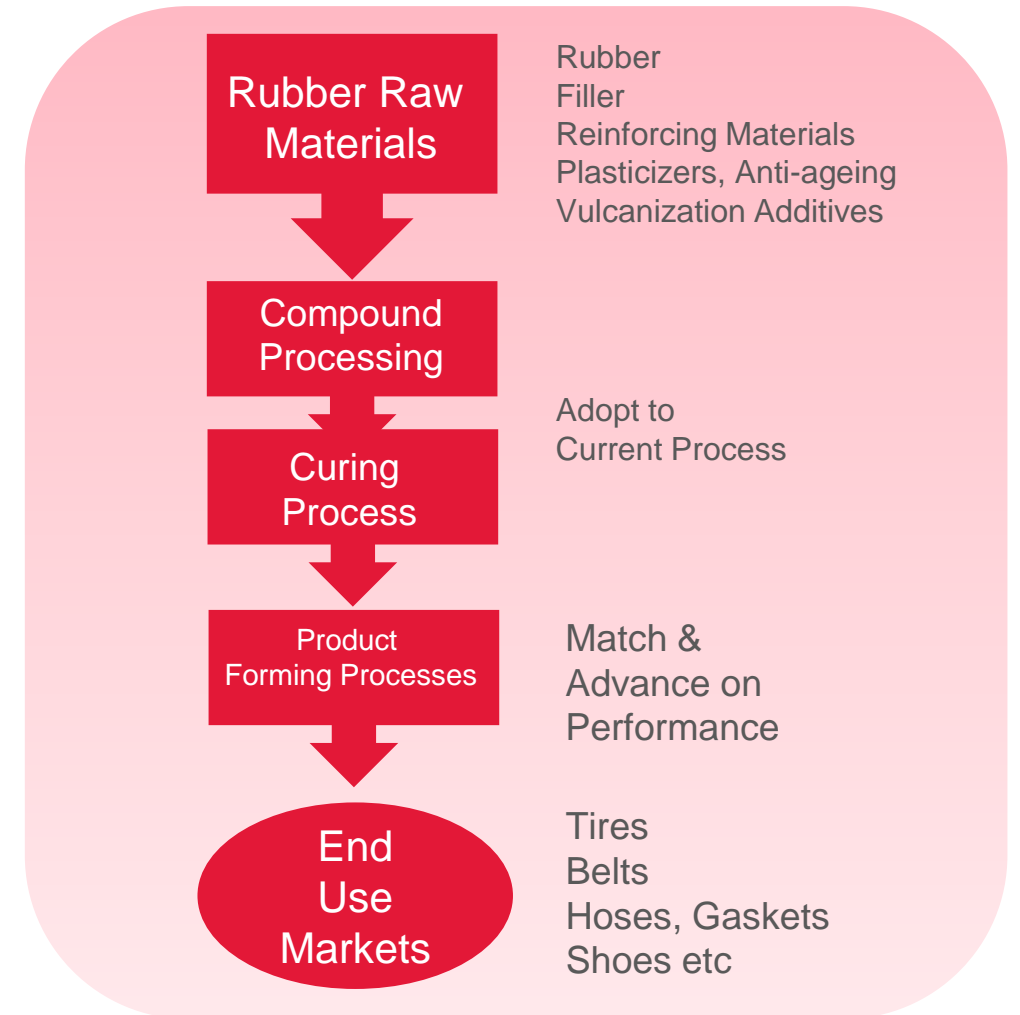 Rubber Raw
Materials
Rubber
Filler
Reinforcing Materials
Plasticizers, Anti-ageing
Vulcanization Additives
Compound
Processing
Adopt to
Current Process
Curing
Process
Product
Forming Processes
Match &
Advance on
Performance
End
Use
Markets
Tires
Belts
Hoses, Gaskets
Shoes etc